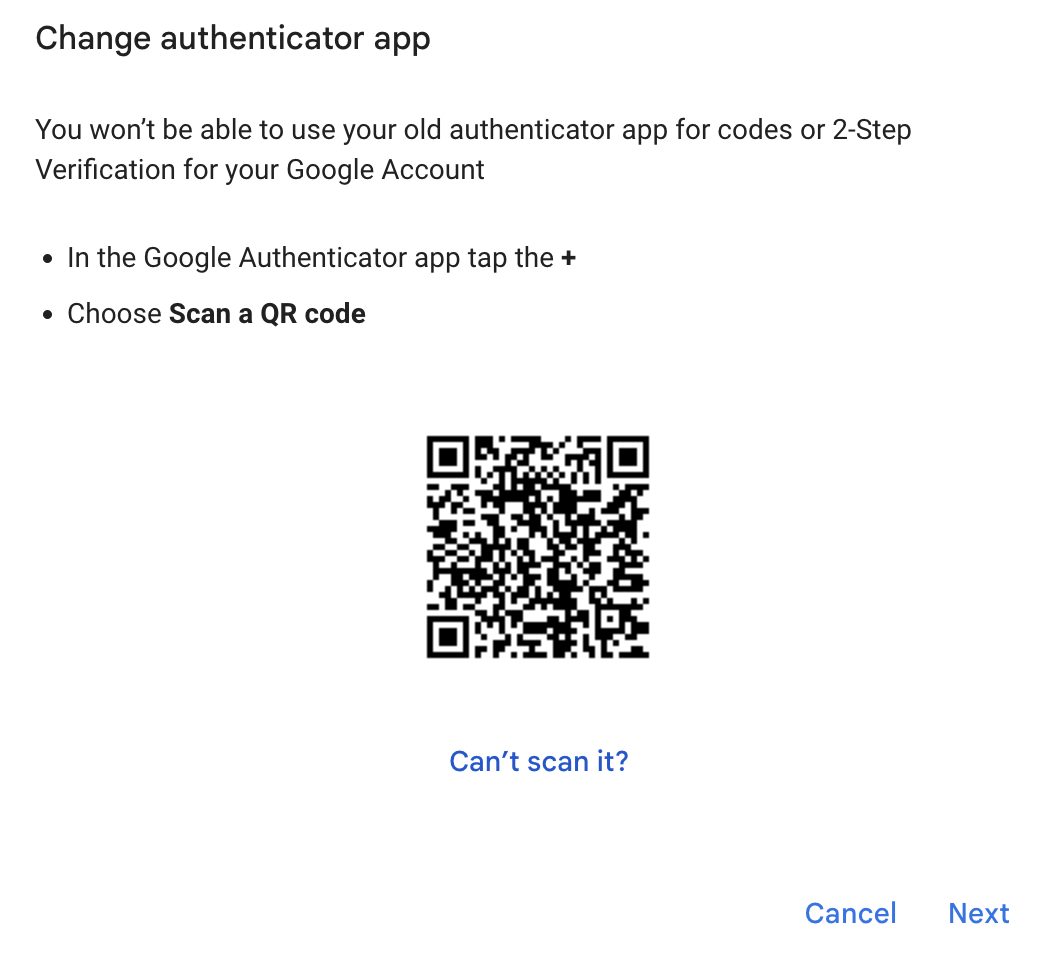 Change authenticator app
You won’t be able to use your old authenticator app for codes or 2-Step
Verification for your Google Account
• In the Google Authenticator app tap the +
• Choose Scan a QR code
Can’t scan it?
Cancel Next